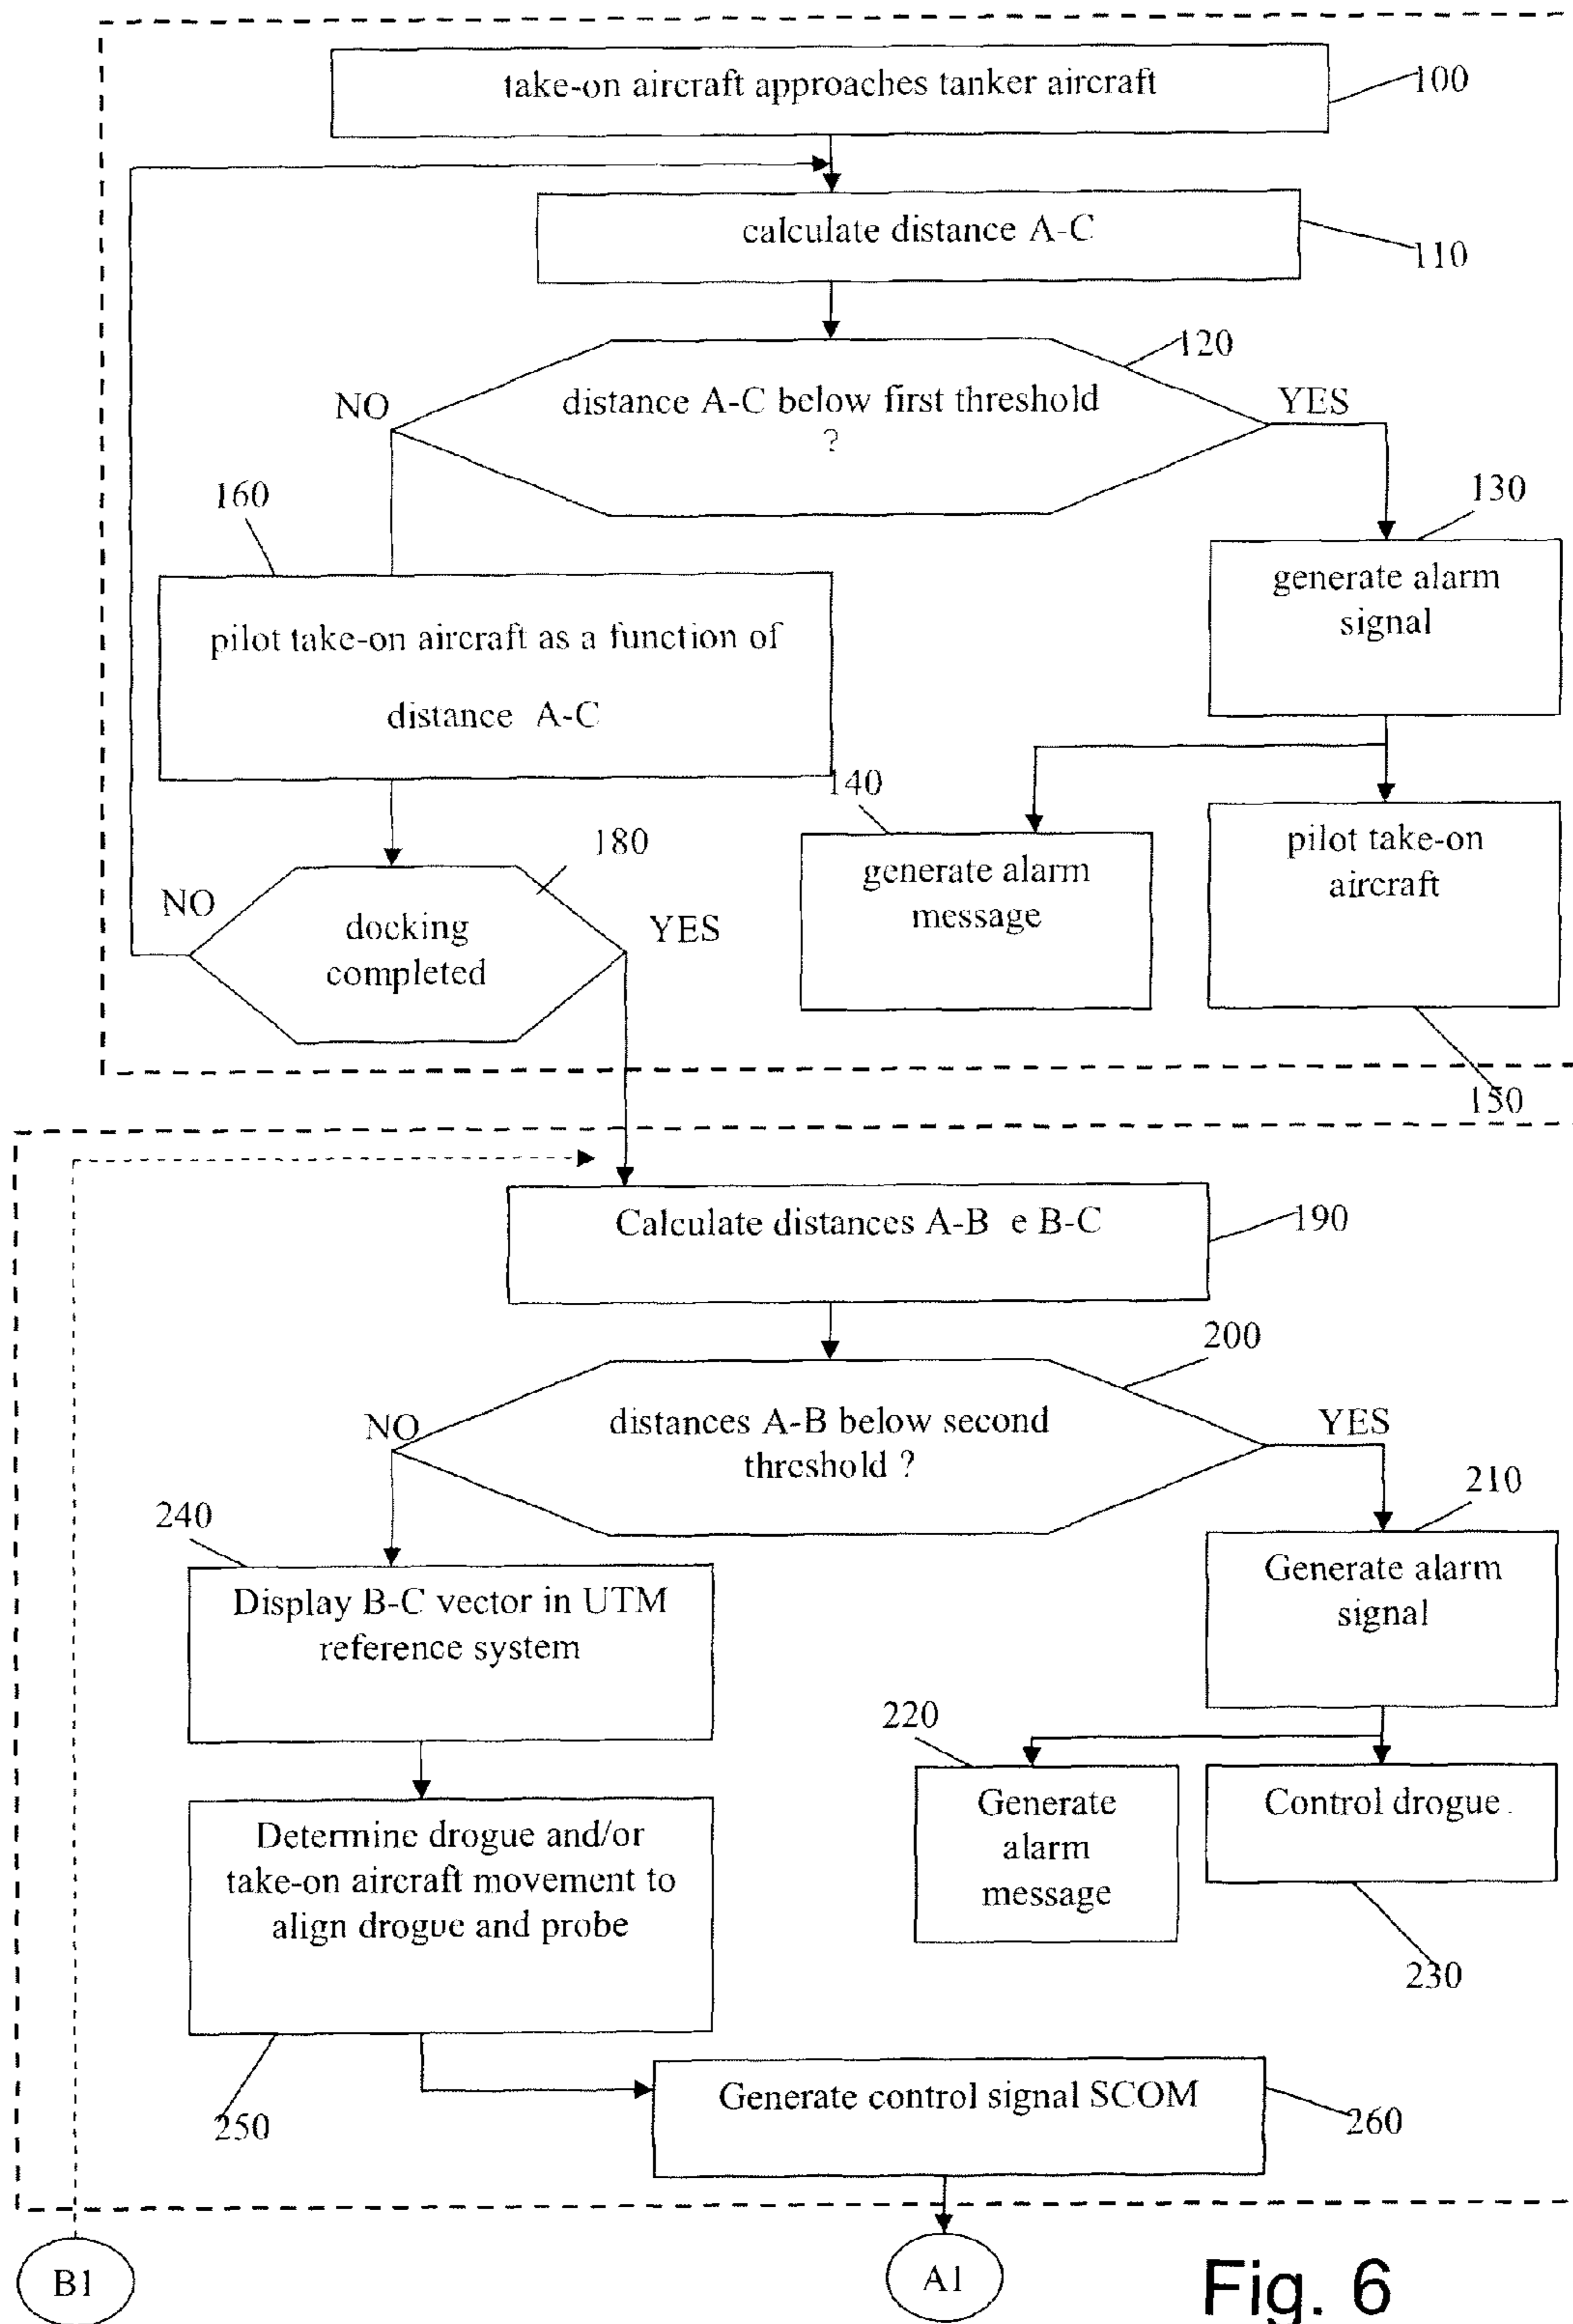 take-on aircraft approaches tanker aircraft
100
calculate distance A-C
110
120
distance A-C below first threshold
?
NO
YES
160
130
generate alarm
signal
pilot take-on aircraft as a function of
distance A-C
140
generate alarm
message
pilot take-on
aircraft
180
NO
docking
completed
YES
150
Calculate distances A-B e B-C
190
200
NO
distances A-B below second
threshold ?
YES
210
240
Generate alarm
signal
Display B-C vector in UTM
reference system
220
Generate
alarm
message
Control drogue.
Determine drogue and/or
take-on aircraft movement to
align drogue and probe
230
Generate control signal SCOM
250
260
B1
A1
Fig. 6